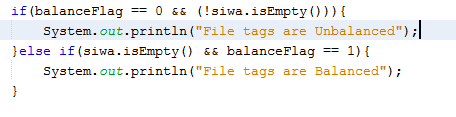 if(balanceFlag == 0 && (!siwa.isEmpty())){
System.out.println("File tags are Unbalanced");
}else if(siwa.isEmpty() && balanceFlag == 1){
System.out.println("File tags are Balanced");
}